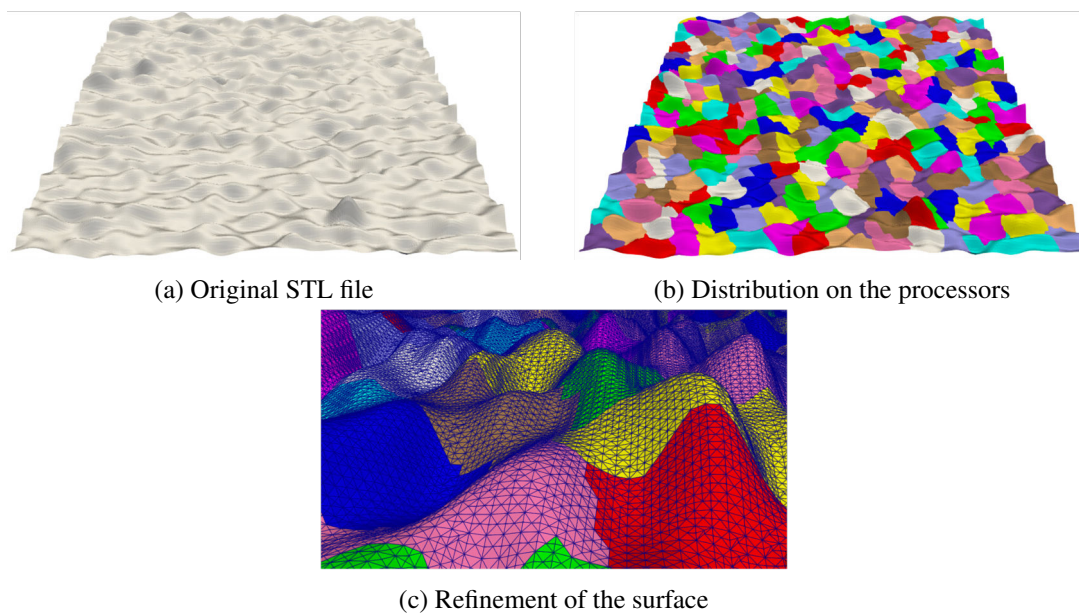 (a) Original STL file
(b) Distribution on the processors
(c) Refinement of the surface